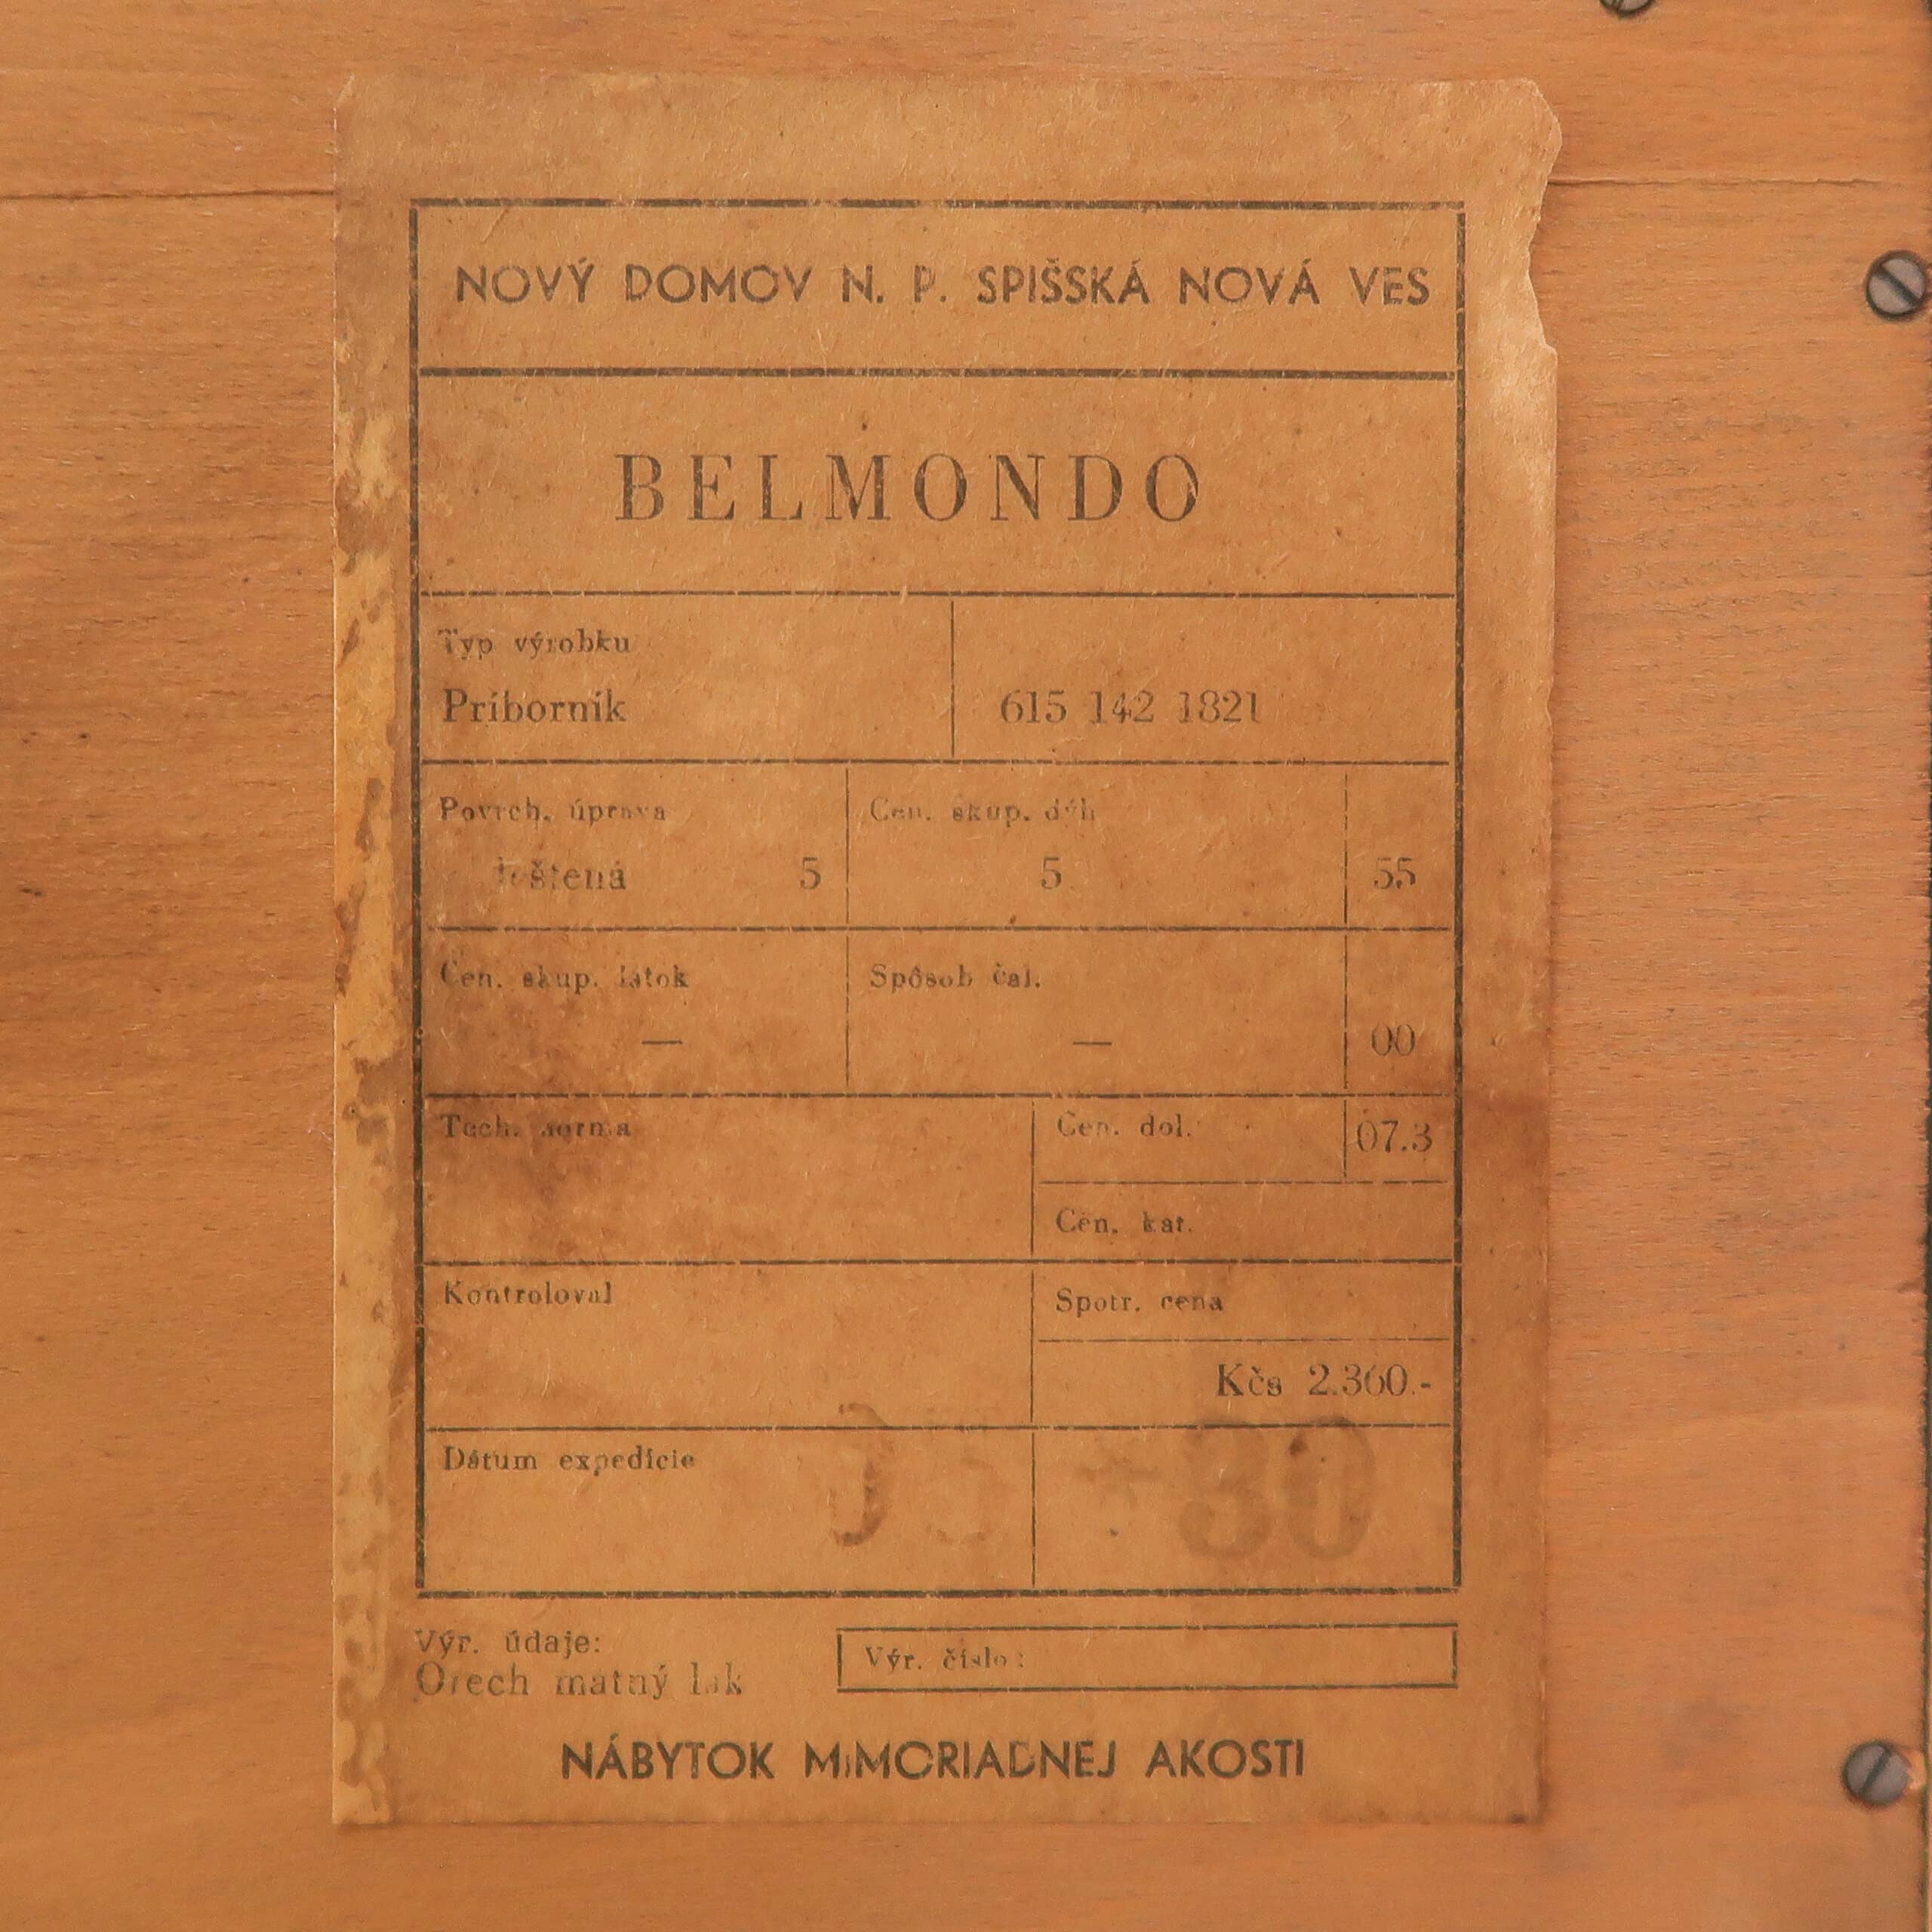 NOVÝ DOMOV N. P. SPIŠSKÁ NOVÁ VES
BELMONDO
Typ výrobku
Príborník 615 142 1821
Povrch. úprava Cen. skup. dýh
leštená 5 5 55
Cen. skup. látok Spôsob čal.
— — 00
Tech. norma Cen. dol. 07.3
Cen. kat.
Kontroloval Spotr. cena
Kčs 2.360.-
Dátum expedície
Výr. údaje:
Orech matný lak
Výr. číslo:
NÁBYTOK MIMORIADNEJ AKOSTI